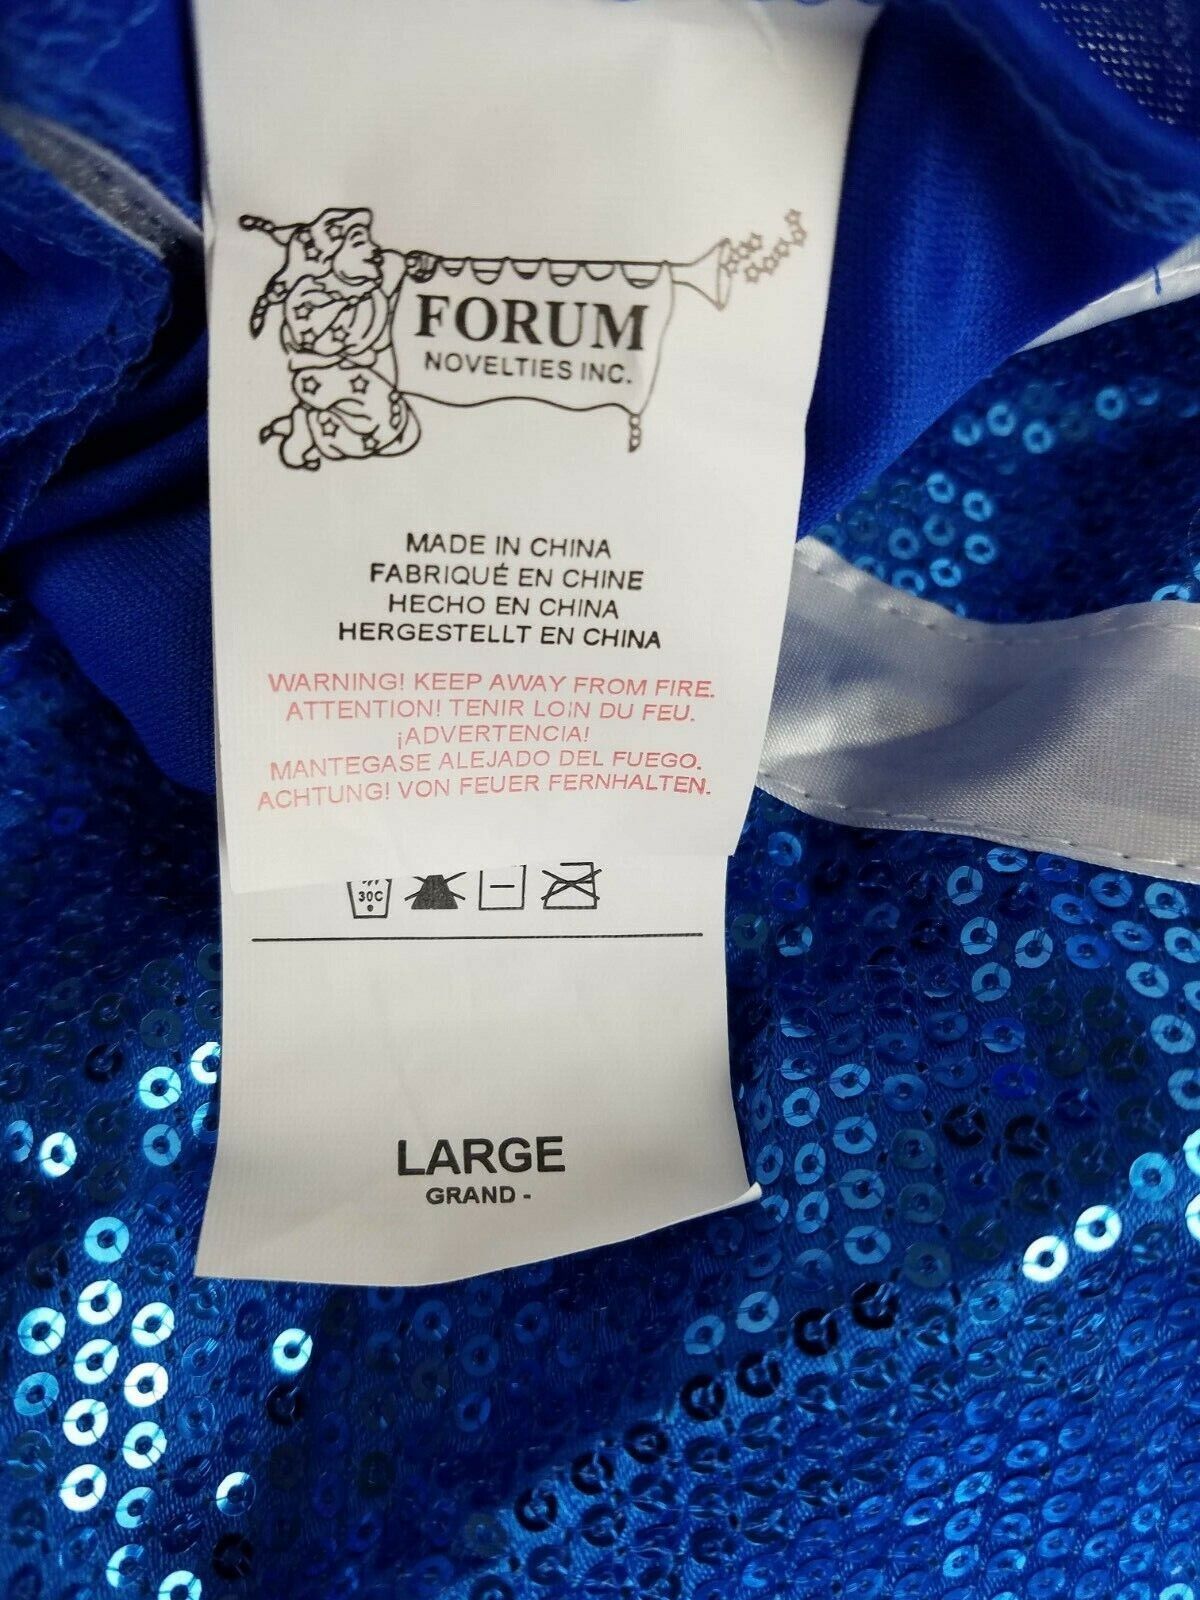 FORUM
NOVELTIES INC.
MADE IN CHINA
FABRIQUÉ EN CHINE
HECHO EN CHINA
HERGESTELLT EN CHINA
WARNING! KEEP AWAY FROM FIRE.
ATTENTION! TENIR LOIN DU FEU.
¡ADVERTENCIA!
MANTEGASE ALEJADO DEL FUEGO.
ACHTUNG! VON FEUER FERNHALTEN.
30C
LARGE
GRAND -